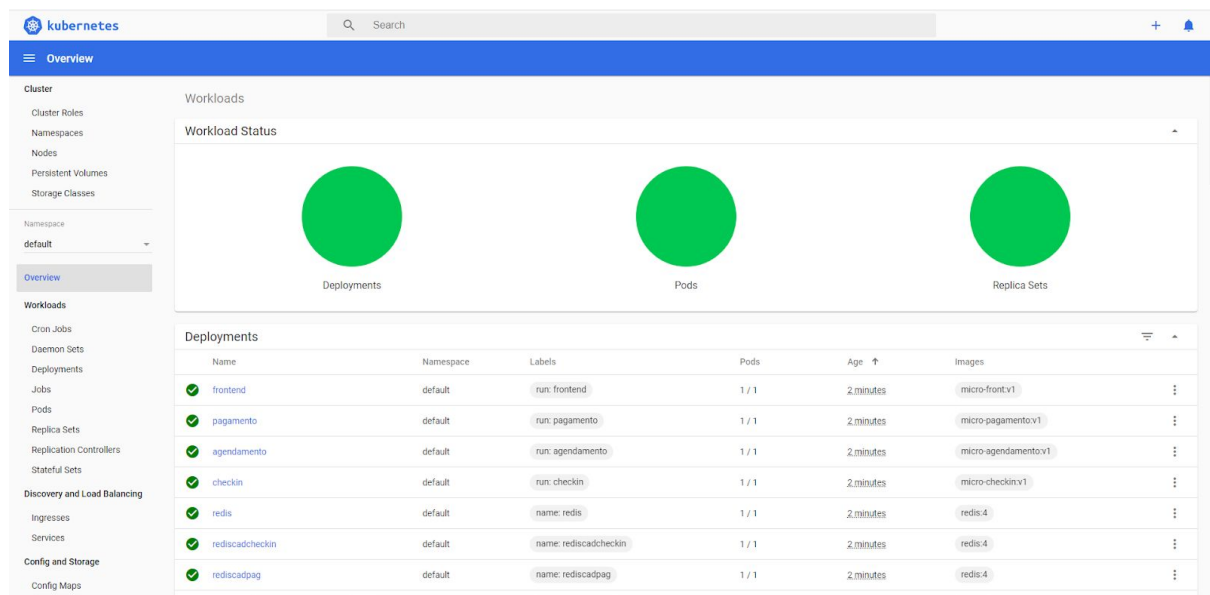 kubernetes
Search
Overview
Cluster
Cluster Roles
Namespaces
Nodes
Persistent Volumes
Storage Classes
Namespace
default
Overview
Workloads
Cron Jobs
Daemon Sets
Deployments
Jobs
Pods
Replica Sets
Replication Controllers
Stateful Sets
Discovery and Load Balancing
Ingresses
Services
Config and Storage
Config Maps
Workloads
Workload Status
Deployments Pods Replica Sets
Deployments
Name Namespace Labels Pods Age Images
frontend default run: frontend 1 / 1 2 minutes micro-front:v1
pagamento default run: pagamento 1 / 1 2 minutes micro-pagamento:v1
agendamento default run: agendamento 1 / 1 2 minutes micro-agendamento:v1
checkin default run: checkin 1 / 1 2 minutes micro-checkin:v1
redis default name: redis 1 / 1 2 minutes redis:4
rediscadcheckin default name: rediscadcheckin 1 / 1 2 minutes redis:4
rediscadpag default name: rediscadpag 1 / 1 2 minutes redis:4